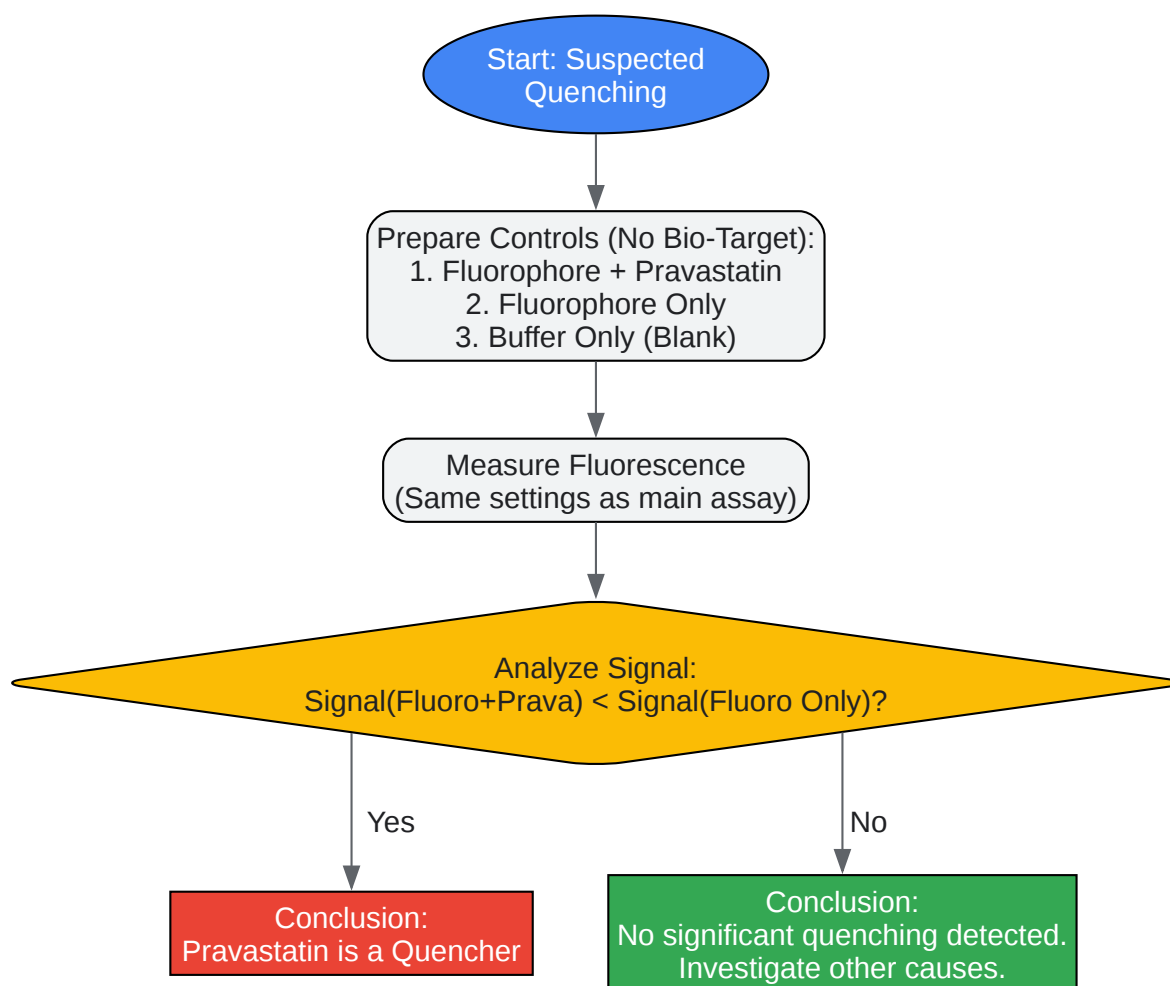 Start: Suspected
Quenching
Prepare Controls (No Bio-Target):
1. Fluorophore + Pravastatin
2. Fluorophore Only
3. Buffer Only (Blank)
Measure Fluorescence
(Same settings as main assay)
Analyze Signal:
Signal(Fluoro+Prava) < Signal(Fluoro Only)?
Yes
No
Conclusion:
Pravastatin is a Quencher
Conclusion:
No significant quenching detected.
Investigate other causes.